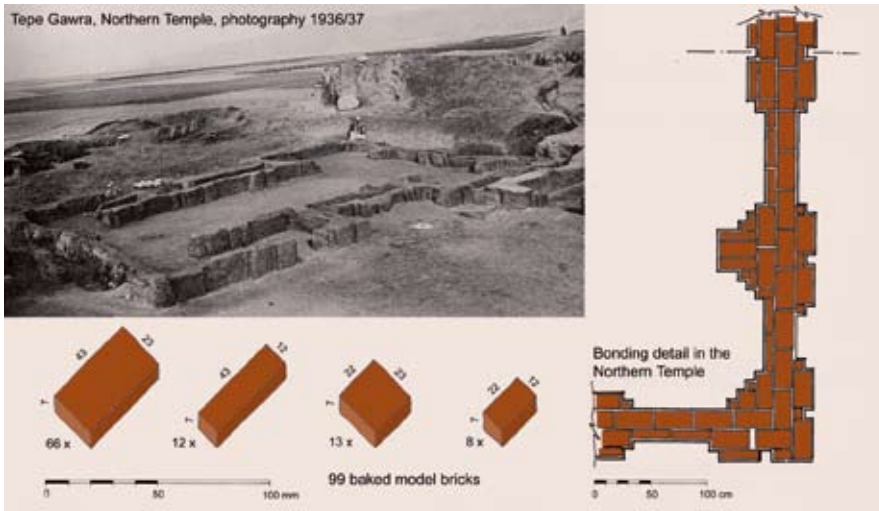 Tepe Gawra, Northern Temple, photography 1936/37
43
23
7
66 x
43
12
7
12 x
22
23
7
13 x
22
12
7
8 x
0 50 100 mm
99 baked model bricks
Bonding detail in the
Northern Temple
0 50 100 cm